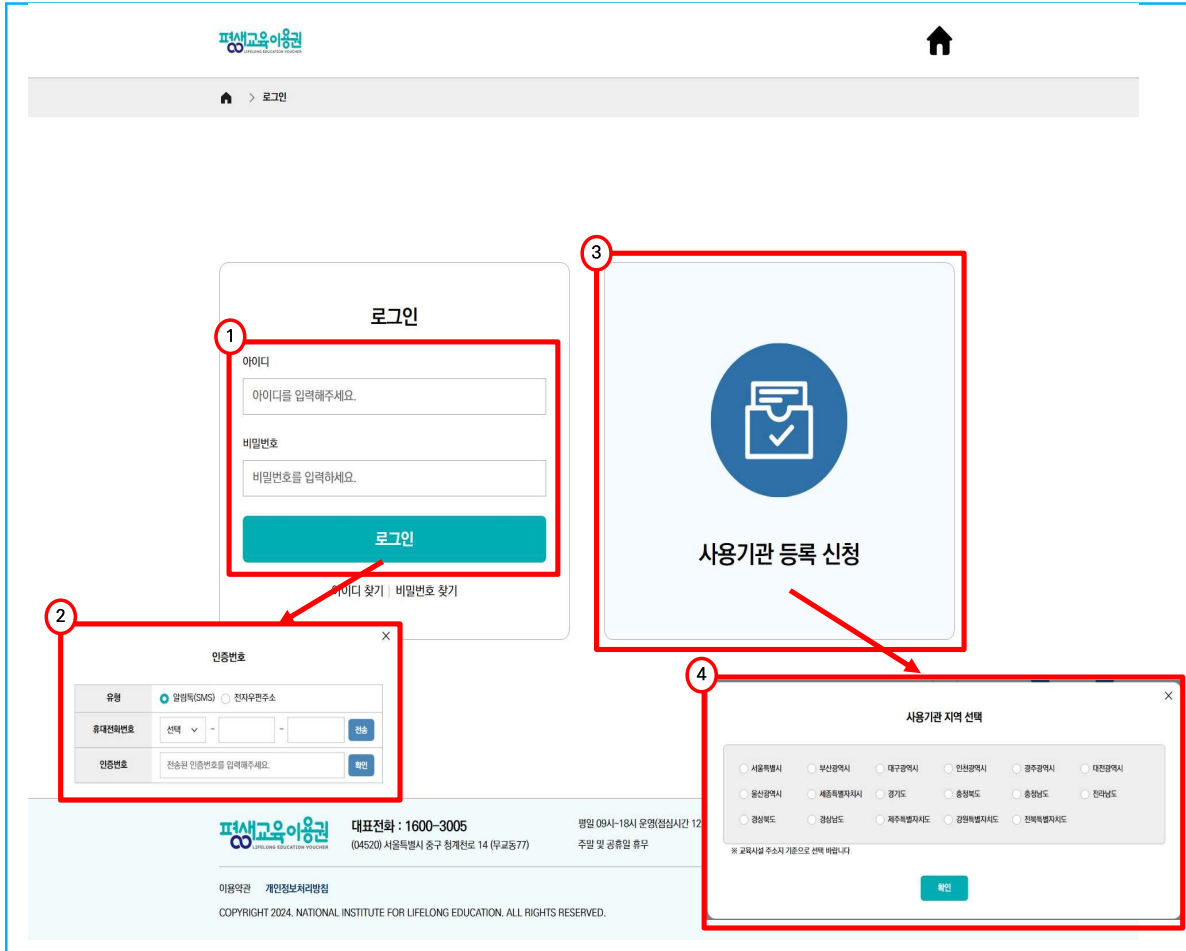 평생교육이용권
LIFELONG EDUCATION VOUCHER
> 로그인
3
로그인
1
아이디
아이디를 입력해주세요.
비밀번호
비밀번호를 입력하세요.
로그인
아이디 찾기 | 비밀번호 찾기
사용기관 등록 신청
2
X
인증번호
유형 알림톡(SMS) 전자우편주소
휴대전화번호 선택 - - 전송
인증번호 전송된 인증번호를 입력해주세요. 확인
4
X
사용기관 지역 선택
서울특별시 부산광역시 대구광역시 인천광역시 광주광역시 대전광역시
울산광역시 세종특별자치시 경기도 충청북도 충청남도 전라남도
경상북도 경상남도 제주특별자치도 강원특별자치도 전북특별자치도
※ 교육시설 주소지 기준으로 선택 바랍니다
확인
평생교육이용권
LIFELONG EDUCATION VOUCHER
대표전화 : 1600-3005
(04520) 서울특별시 중구 청계천로 14 (무교동77)
평일 09시~18시 운영(점심시간 12
주말 및 공휴일 휴무
이용약관 개인정보처리방침
COPYRIGHT 2024. NATIONAL INSTITUTE FOR LIFELONG EDUCATION. ALL RIGHTS RESERVED.